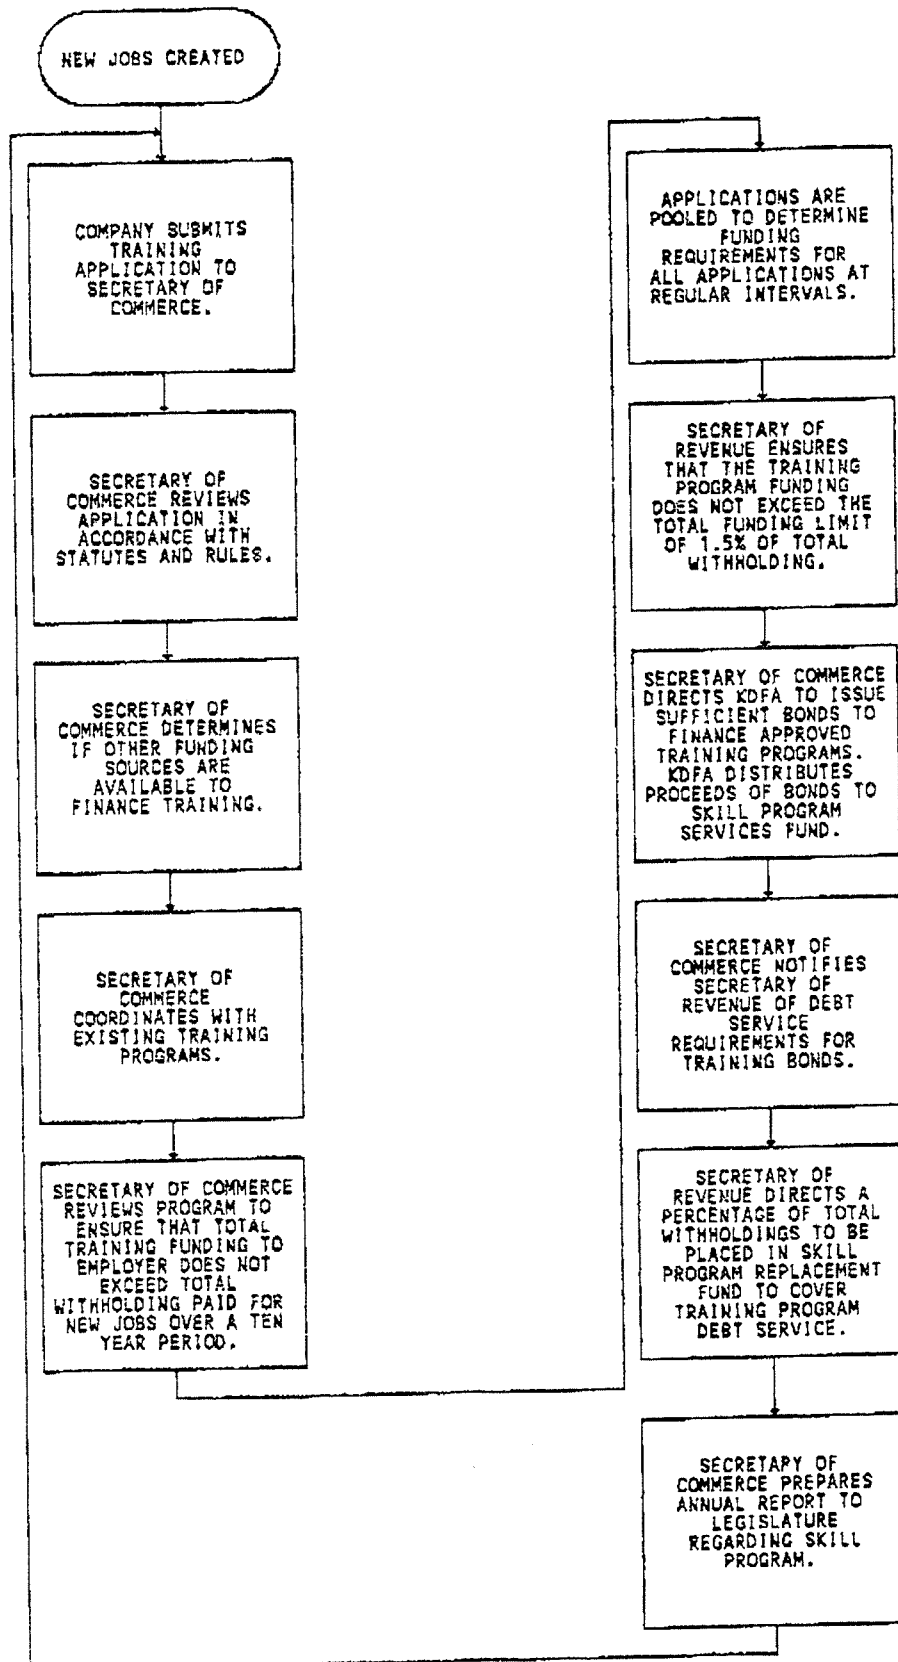 NEW JOBS CREATED
COMPANY SUBMITS
TRAINING
APPLICATION TO
SECRETARY OF
COMMERCE.
SECRETARY OF
COMMERCE REVIEWS
APPLICATION IN
ACCORDANCE WITH
STATUTES AND RULES.
SECRETARY OF
COMMERCE DETERMINES
IF OTHER FUNDING
SOURCES ARE
AVAILABLE TO
FINANCE TRAINING.
SECRETARY OF
COMMERCE
COORDINATES WITH
EXISTING TRAINING
PROGRAMS.
SECRETARY OF COMMERCE
REVIEWS PROGRAM TO
ENSURE THAT TOTAL
TRAINING FUNDING TO
EMPLOYER DOES NOT
EXCEED TOTAL
WITHHOLDING PAID FOR
NEW JOBS OVER A TEN
YEAR PERIOD.
APPLICATIONS ARE
POOLED TO DETERMINE
FUNDING
REQUIREMENTS FOR
ALL APPLICATIONS AT
REGULAR INTERVALS.
SECRETARY OF
REVENUE ENSURES
THAT THE TRAINING
PROGRAM FUNDING
DOES NOT EXCEED THE
TOTAL FUNDING LIMIT
OF 1.5% OF TOTAL
WITHHOLDING.
SECRETARY OF COMMERCE
DIRECTS KDFA TO ISSUE
SUFFICIENT BONDS TO
FINANCE APPROVED
TRAINING PROGRAMS.
KDFA DISTRIBUTES
PROCEEDS OF BONDS TO
SKILL PROGRAM
SERVICES FUND.
SECRETARY OF
COMMERCE NOTIFIES
SECRETARY OF
REVENUE OF DEBT
SERVICE
REQUIREMENTS FOR
TRAINING BONDS.
SECRETARY OF
REVENUE DIRECTS A
PERCENTAGE OF TOTAL
WITHHOLDINGS TO BE
PLACED IN SKILL
PROGRAM REPLACEMENT
FUND TO COVER
TRAINING PROGRAM
DEBT SERVICE.
SECRETARY OF
COMMERCE PREPARES
ANNUAL REPORT TO
LEGISLATURE
REGARDING SKILL
PROGRAM.